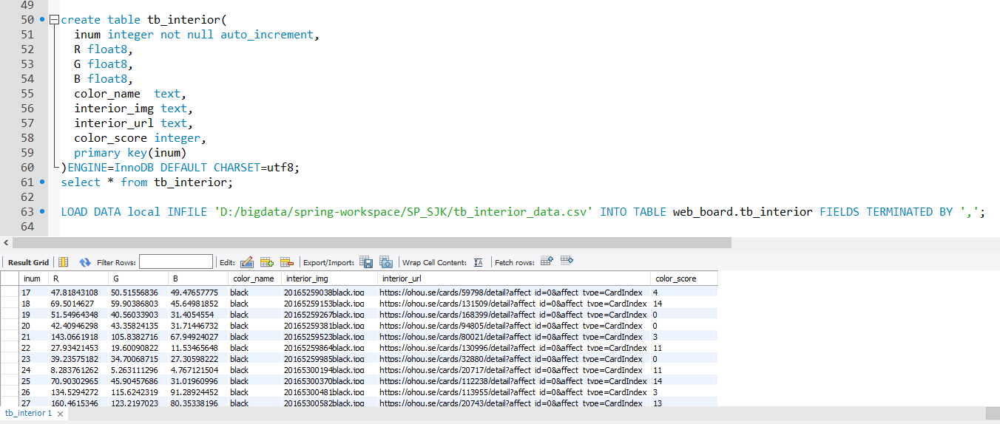 49
50 create table tb_interior(
51 inum integer not null auto_increment,
52 R float8,
53 G float8,
54 B float8,
55 color_name  text,
56 interior_img text,
57 interior_url text,
58 color_score integer,
59 primary key(inum)
60 )ENGINE=InnoDB DEFAULT CHARSET=utf8;
61 select * from tb_interior;
62
63 LOAD DATA local INFILE 'D:/bigdata/spring-workspace/SP_SJK/tb_interior_data.csv' INTO TABLE web_board.tb_interior FIELDS TERMINATED BY ',';
64
Result Grid Filter Rows: Edit: Export/Import: Wrap Cell Content: Fetch rows:
inum R G B color_name interior_img interior_url color_score
17 47.81843108 50.51556836 49.47657775 black 20165259038black.jpg https://ohou.se/cards/59798/detail?affect_id=0&affect_type=CardIndex 4
18 69.5014627 59.90386803 45.64981852 black 20165259153black.jpg https://ohou.se/cards/131509/detail?affect_id=0&affect_type=CardIndex 14
19 51.54964348 40.56033903 31.4054554 black 20165259267black.jpg https://ohou.se/cards/168399/detail?affect_id=0&affect_type=CardIndex 0
20 42.40946298 43.35824135 31.71446732 black 20165259381black.jpg https://ohou.se/cards/94805/detail?affect_id=0&affect_type=CardIndex 0
21 143.0661918 105.8382716 67.94924027 black 20165259523black.jpg https://ohou.se/cards/80021/detail?affect_id=0&affect_type=CardIndex 3
22 27.93421453 19.60090822 11.53465648 black 20165259864black.jpg https://ohou.se/cards/130996/detail?affect_id=0&affect_type=CardIndex 11
23 39.23575182 34.70068715 27.30598222 black 20165259985black.jpg https://ohou.se/cards/32880/detail?affect_id=0&affect_type=CardIndex 0
24 8.283761262 5.263111296 4.767121504 black 20165300194black.jpg https://ohou.se/cards/20717/detail?affect_id=0&affect_type=CardIndex 11
25 70.90302965 45.90457686 31.01960996 black 20165300370black.jpg https://ohou.se/cards/112238/detail?affect_id=0&affect_type=CardIndex 14
26 134.5294272 115.6242319 91.28924452 black 20165300481black.jpg https://ohou.se/cards/113955/detail?affect_id=0&affect_type=CardIndex 3
27 160.4615346 123.2197023 80.35338196 black 20165300582black.jpg https://ohou.se/cards/20743/detail?affect_id=0&affect_type=CardIndex 13
tb_interior 1